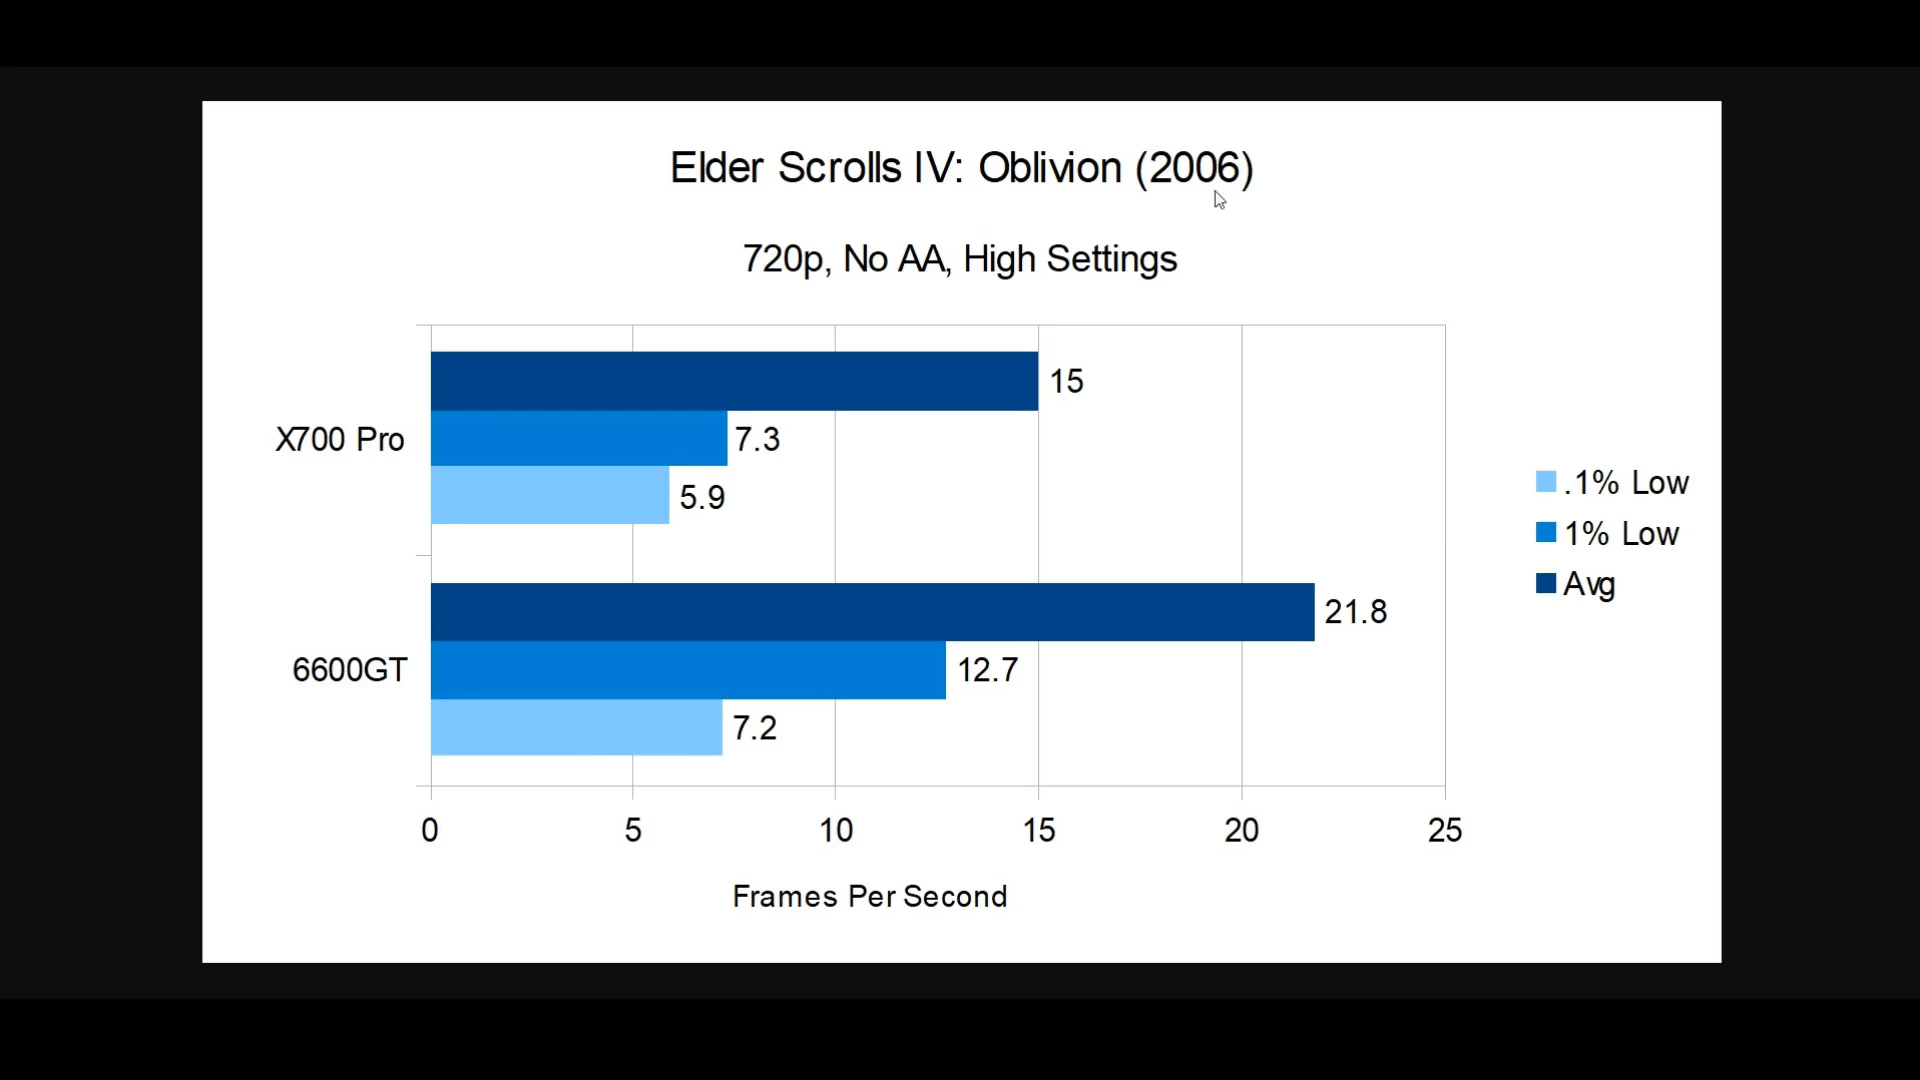 Elder Scrolls IV: Oblivion (2006)
720p, No AA, High Settings
X700 Pro
15
7.3
5.9
6600GT
21.8
12.7
7.2
.1% Low
1% Low
Avg
0 5 10 15 20 25
Frames Per Second